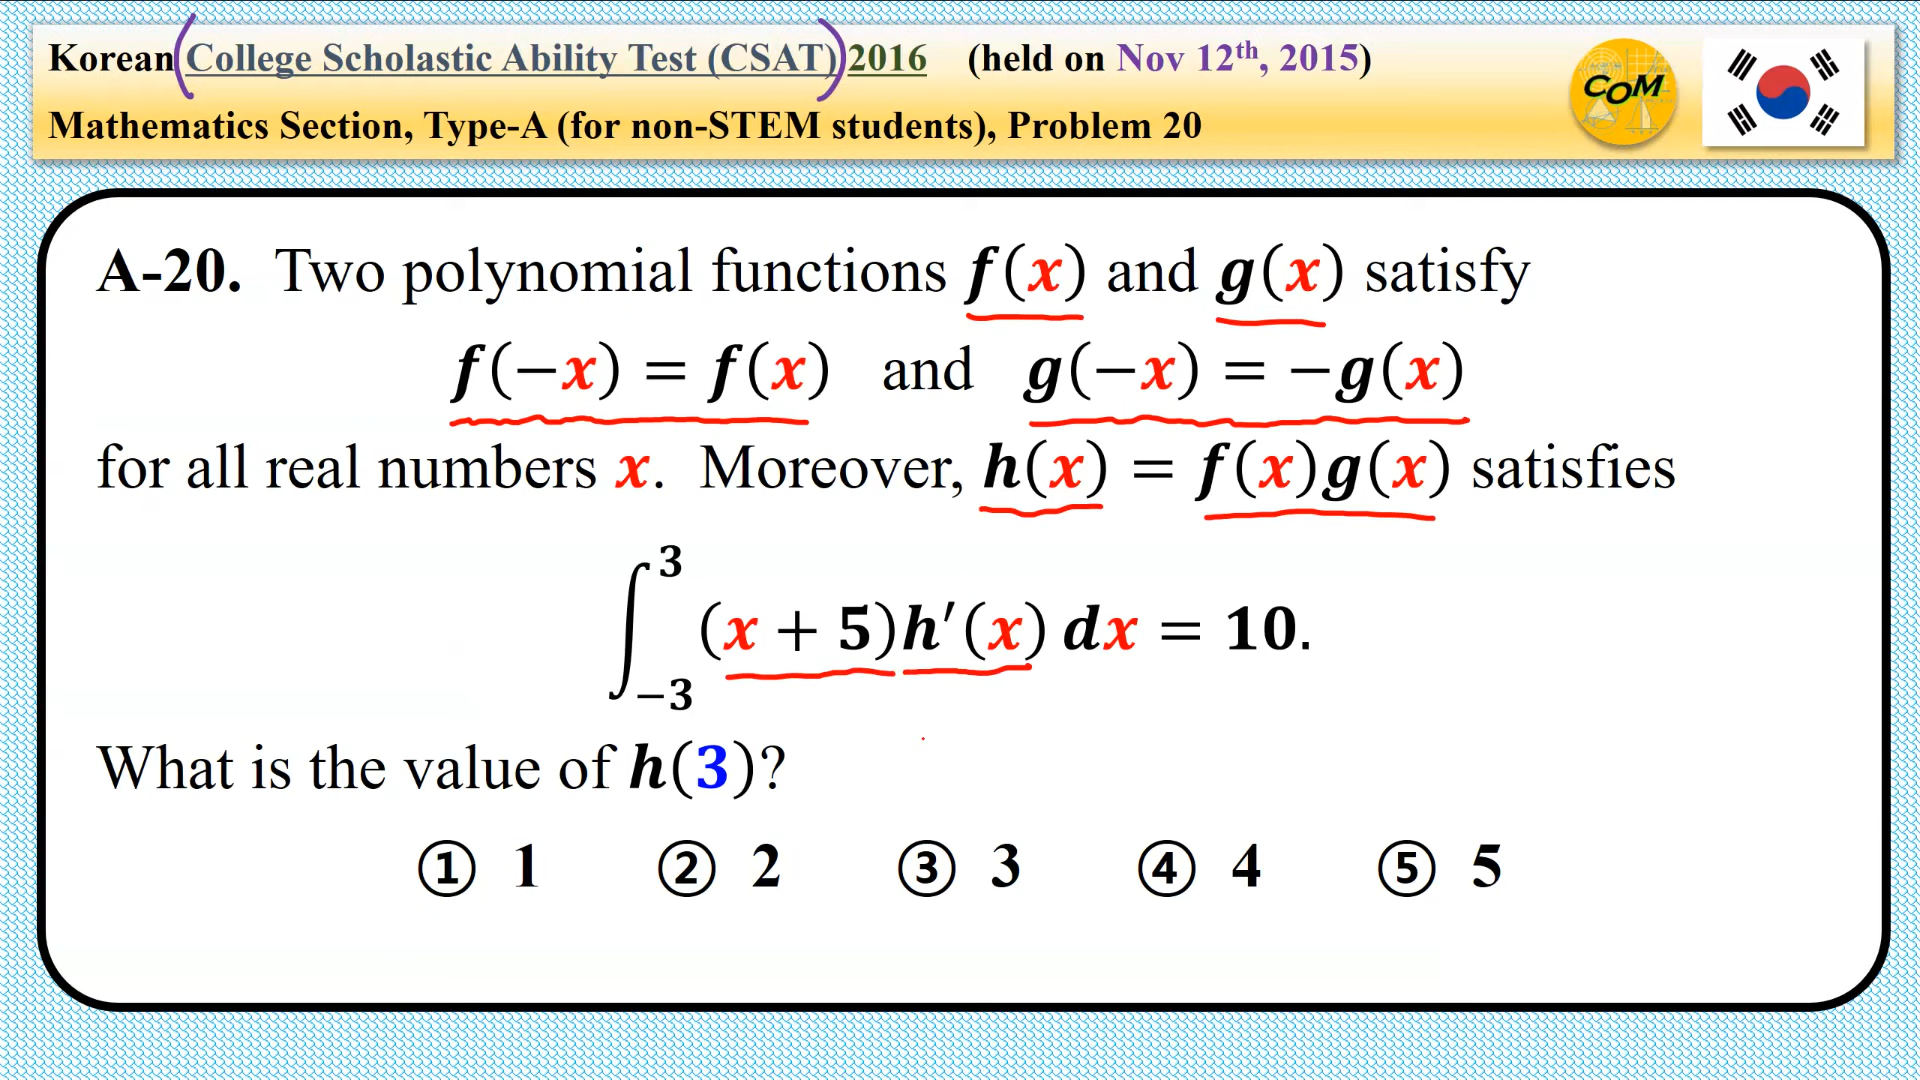 Korean (College Scholastic Ability Test (CSAT)) 2016 (held on Nov 12th, 2015)
Mathematics Section, Type-A (for non-STEM students), Problem 20
COM
A-20. Two polynomial functions f(x) and g(x) satisfy
f(−x) = f(x) and g(−x) = −g(x)
for all real numbers x. Moreover, h(x) = f(x)g(x) satisfies
∫_{−3}^{3} (x + 5)h′(x) dx = 10.
What is the value of h(3)?
① 1 ② 2 ③ 3 ④ 4 ⑤ 5